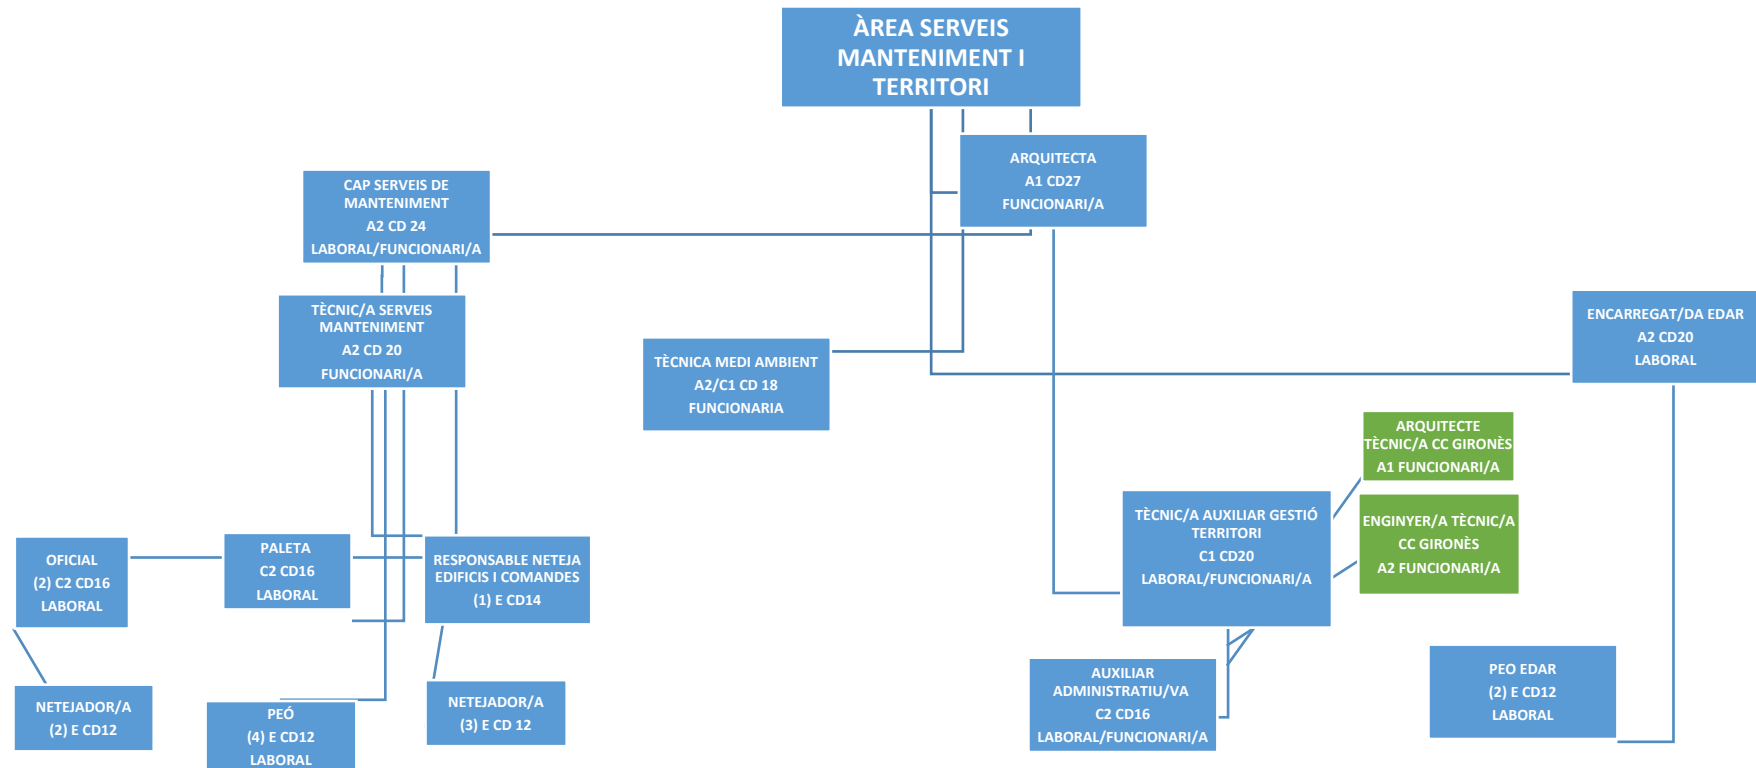 ÀREA SERVEIS
MANTENIMENT I
TERRITORI
ARQUITECTA
A1 CD27
FUNCIONARI/A
CAP SERVEIS DE
MANTENIMENT
A2 CD 24
LABORAL/FUNCIONARI/A
TÈCNIC/A SERVEIS
MANTENIMENT
A2 CD 20
FUNCIONARI/A
ENCARREGAT/DA EDAR
A2 CD20
LABORAL
TÈCNICA MEDI AMBIENT
A2/C1 CD 18
FUNCIONARIA
ARQUITECTE
TÈCNIC/A CC GIRONÈS
A1 FUNCIONARI/A
TÈCNIC/A AUXILIAR GESTIÓ
TERRITORI
C1 CD20
LABORAL/FUNCIONARI/A
ENGINYER/A TÈCNIC/A
CC GIRONÈS
A2 FUNCIONARI/A
OFICIAL
(2) C2 CD16
LABORAL
PALETA
C2 CD16
LABORAL
RESPONSABLE NETEJA
EDIFICIS I COMANDES
(1) E CD14
NETEJADOR/A
(2) E CD12
PEÓ
(4) E CD12
LABORAL
NETEJADOR/A
(3) E CD 12
AUXILIAR
ADMINISTRATIU/VA
C2 CD16
LABORAL/FUNCIONARI/A
PEO EDAR
(2) E CD12
LABORAL